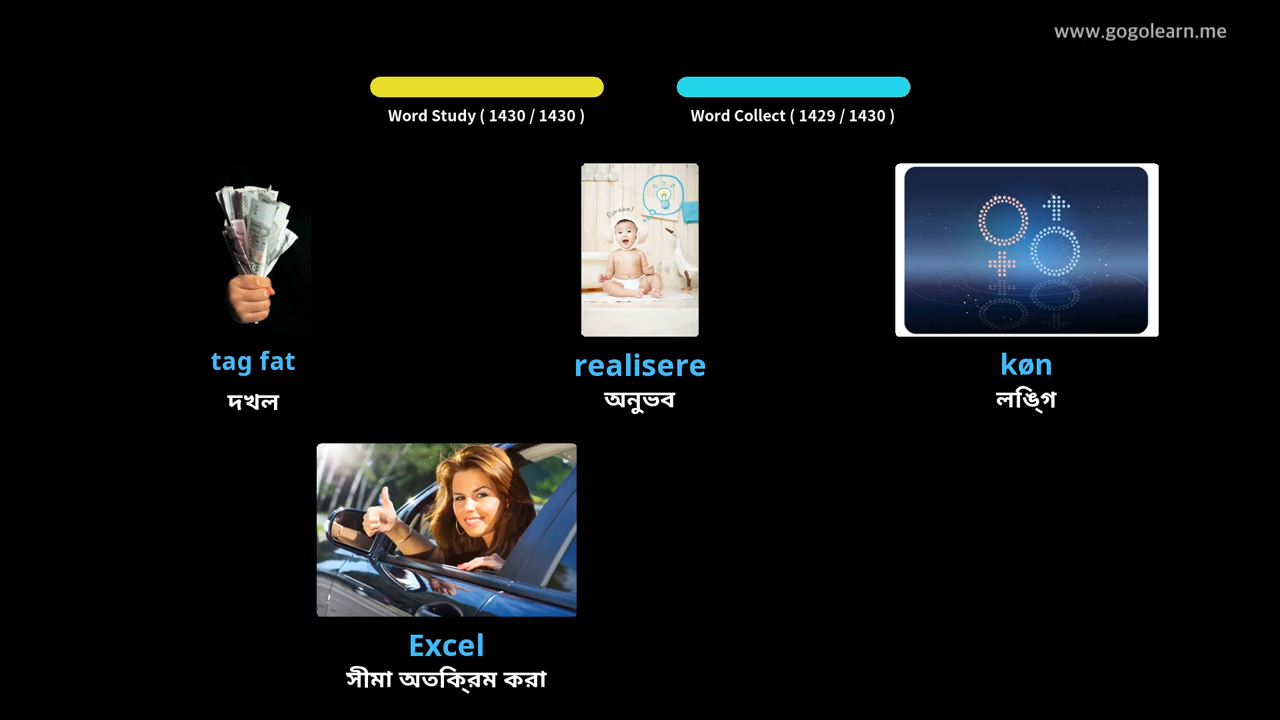 www.gogolearn.me
Word Study ( 1430 / 1430 )
Word Collect ( 1429 / 1430 )
Eureka!
tag fat
realisere
køn
দখল
অনুভব
লিঙ্গ
Excel
সীমা অতিক্রম করা